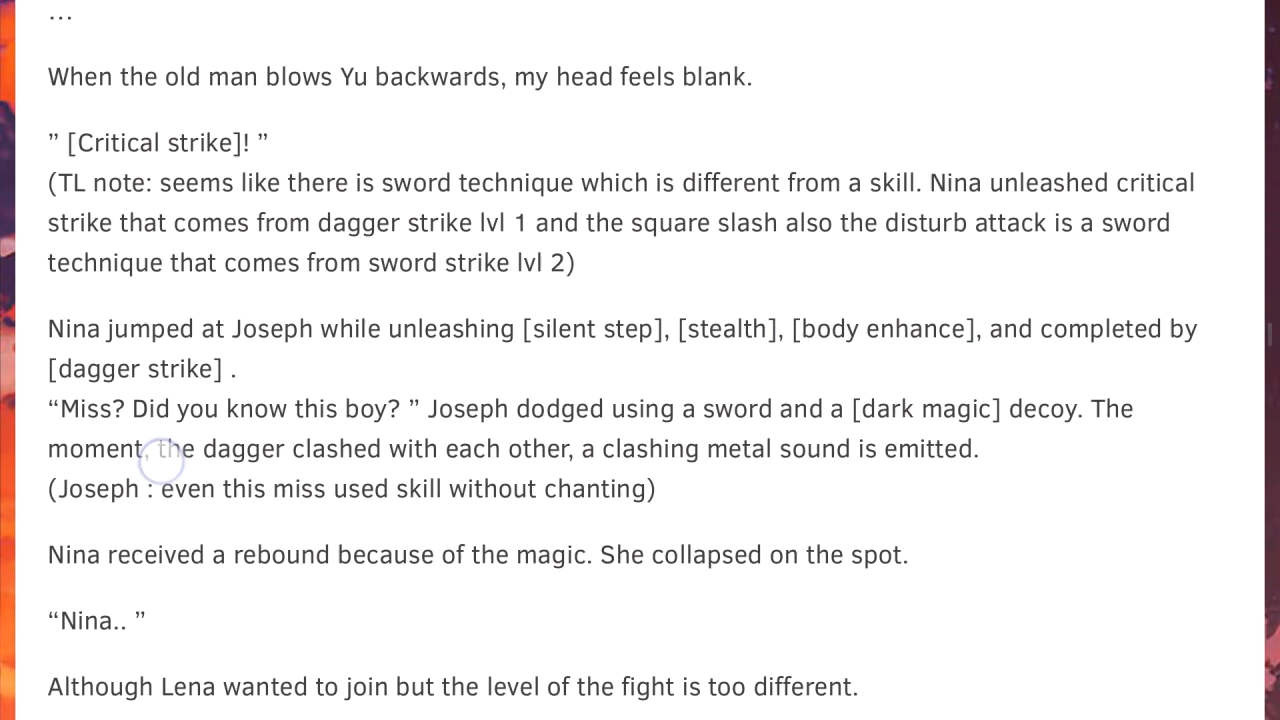 ...
When the old man blows Yu backwards, my head feels blank.
” [Critical strike]! ”
(TL note: seems like there is sword technique which is different from a skill. Nina unleashed critical
strike that comes from dagger strike lvl 1 and the square slash also the disturb attack is a sword
technique that comes from sword strike lvl 2)
Nina jumped at Joseph while unleashing [silent step], [stealth], [body enhance], and completed by
[dagger strike] .
“Miss? Did you know this boy? ” Joseph dodged using a sword and a [dark magic] decoy. The
moment, the dagger clashed with each other, a clashing metal sound is emitted.
(Joseph : even this miss used skill without chanting)
Nina received a rebound because of the magic. She collapsed on the spot.
“Nina.. ”
Although Lena wanted to join but the level of the fight is too different.